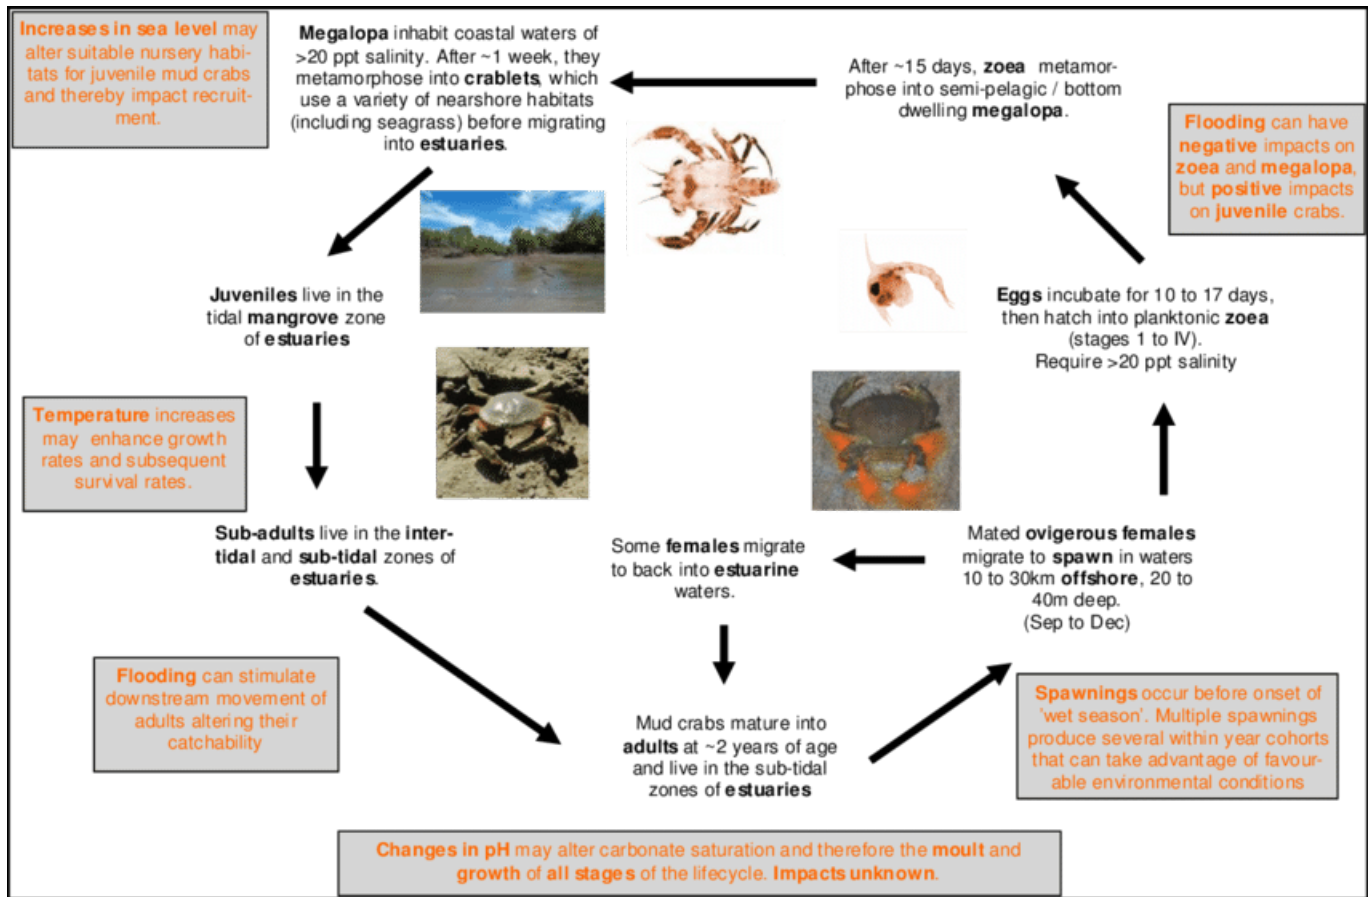 Increases in sea level may
alter suitable nursery habi-
tats for juvenile mud crabs
and thereby impact recruit-
ment.
Megalopa inhabit coastal waters of
>20 ppt salinity. After ~1 week, they
metamorphose into crablets, which
use a variety of nearshore habitats
(including seagrass) before migrating
into estuaries.
After ~15 days, zoea metamor-
phose into semi-pelagic / bottom
dwelling megalopa.
Flooding can have
negative impacts on
zoea and megalopa,
but positive impacts
on juvenile crabs.
Juveniles live in the
tidal mangrove zone
of estuaries
Eggs incubate for 10 to 17 days,
then hatch into planktonic zoea
(stages 1 to IV).
Require >20 ppt salinity
Temperature increases
may enhance growth
rates and subsequent
survival rates.
Sub-adults live in the inter-
tidal and sub-tidal zones of
estuaries.
Some females migrate
to back into estuarine
waters.
Mated ovigerous females
migrate to spawn in waters
10 to 30km offshore, 20 to
40m deep.
(Sep to Dec)
Flooding can stimulate
downstream movement of
adults altering their
catchability
Mud crabs mature into
adults at ~2 years of age
and live in the sub-tidal
zones of estuaries
Spawnings occur before onset of
'wet season'. Multiple spawnings
produce several within year cohorts
that can take advantage of favour-
able environmental conditions
Changes in pH may alter carbonate saturation and therefore the moult and
growth of all stages of the lifecycle. Impacts unknown.